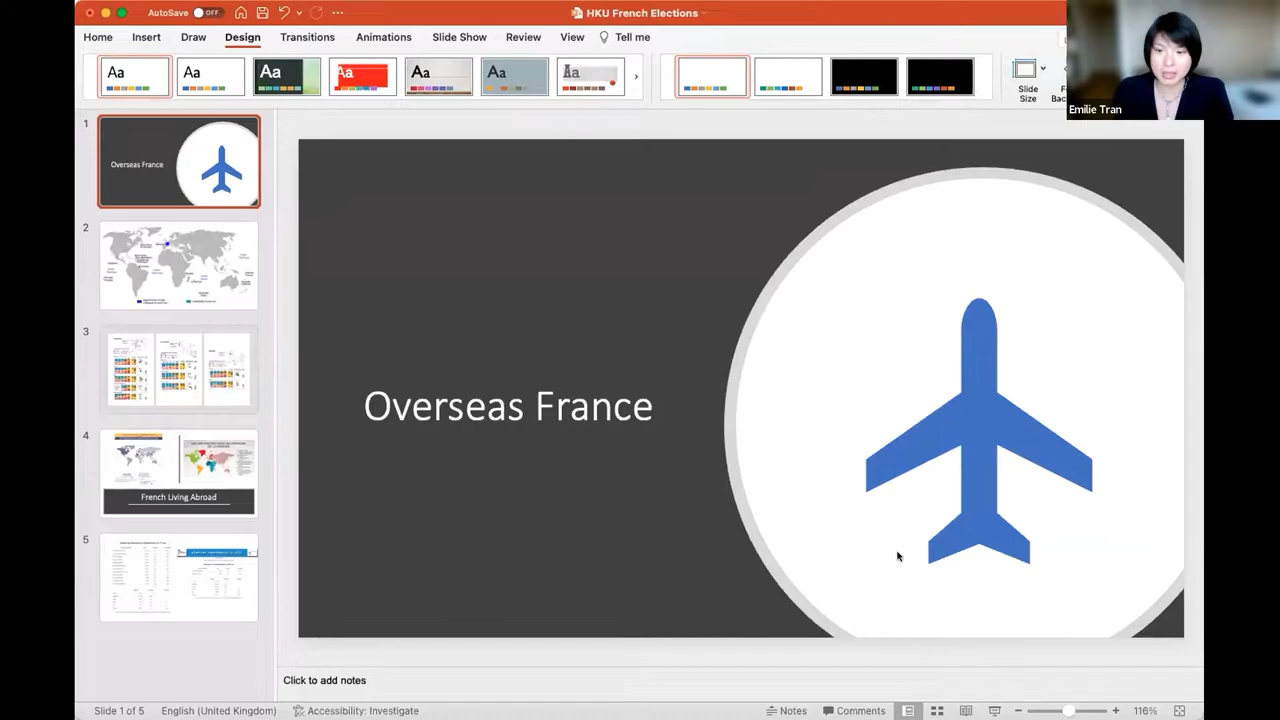 AutoSave OFF
HKU French Elections
Home Insert Draw Design Transitions Animations Slide Show Review View Tell me
Aa Aa Aa Aa Aa Aa Aa
Slide
Size
Emilie Tran
1
Overseas France
2
3
4
French Living Abroad
5
Overseas France
Click to add notes
Slide 1 of 5 English (United Kingdom) Accessibility: Investigate Notes Comments 116%